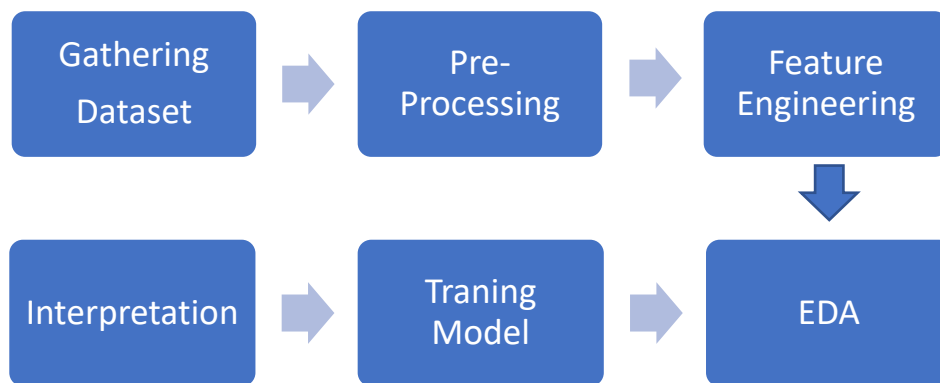 Gathering
Dataset
Pre-
Processing
Feature
Engineering
Interpretation
Traning
Model
EDA